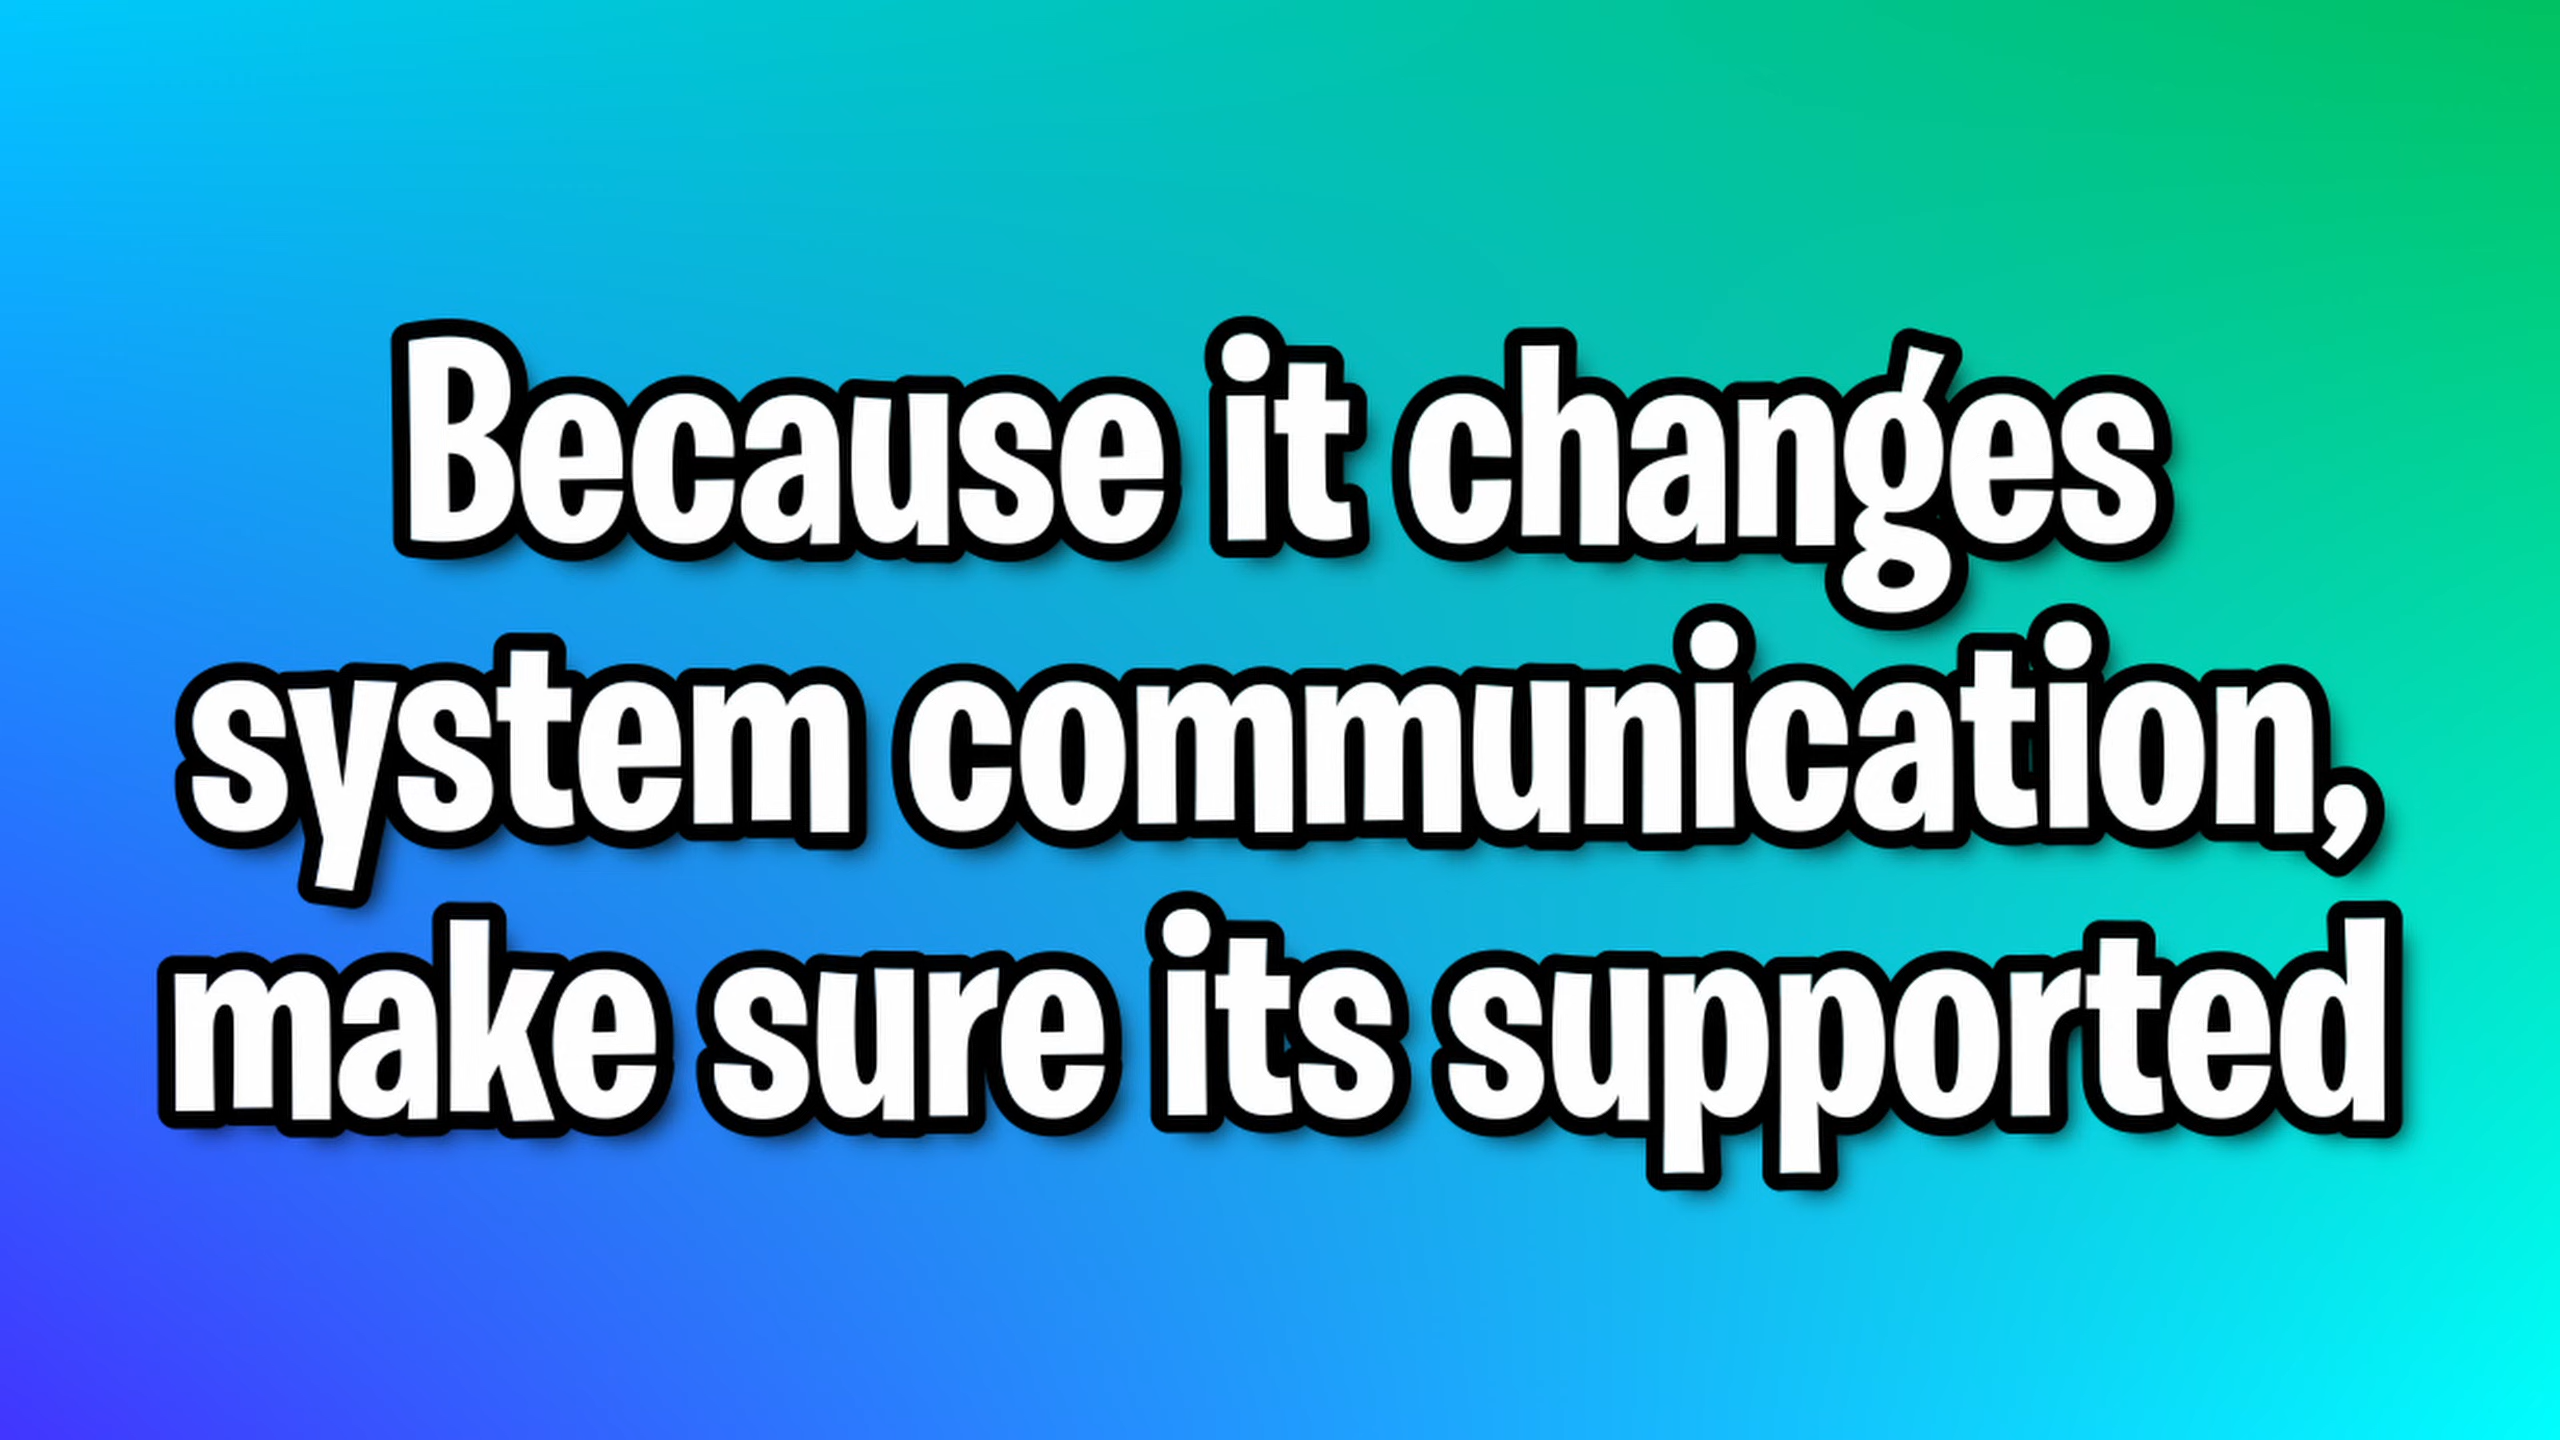 Because it changes
system communication,
make sure its supported